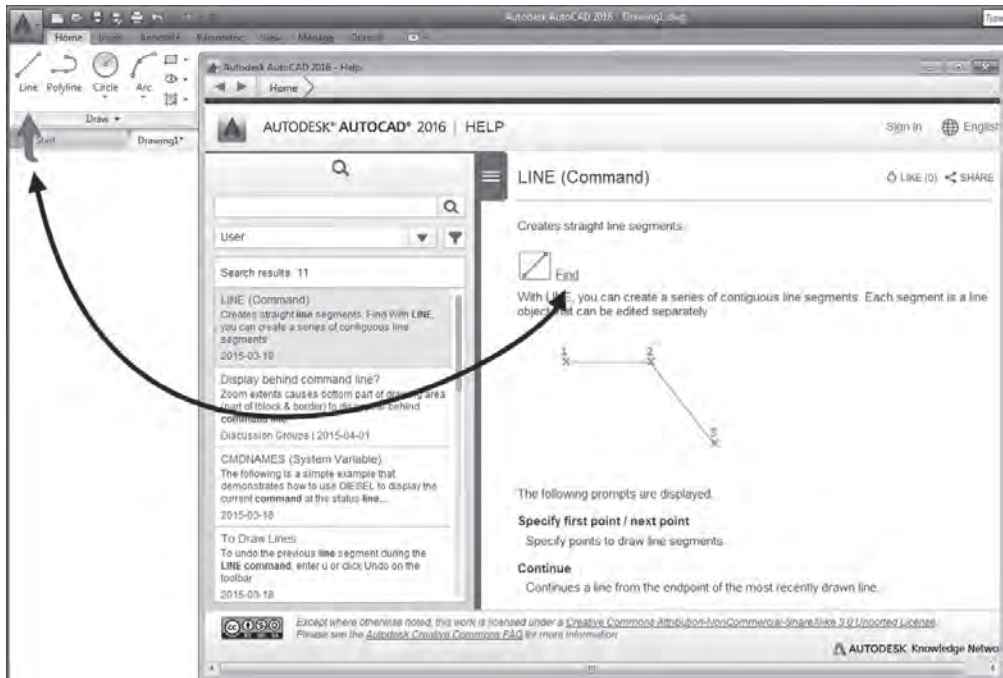 Autodesk AutoCAD 2016 Drawing1.dwg
Home Insert Annotate Parametric View Manage Output
Line Polyline Circle Arc
Draw
Start Drawing1*
Autodesk AutoCAD 2016 - Help
Home
AUTODESK® AUTOCAD® 2016 | HELP
Sign In English
User
Search results: 11
LINE (Command)
Creates straight line segments. Find With LINE,
you can create a series of contiguous line
segments
2015-03-18
Display behind command line?
Zoom extents causes bottom part of drawing area
(part of tblock & border) to disappear behind
command line
Discussion Groups | 2015-04-01
CMDNAMES (System Variable)
The following is a simple example that
demonstrates how to use DIESEL to display the
current command at the status line...
2015-03-18
To Draw Lines
To undo the previous line segment during the
LINE command, enter u or click Undo on the
toolbar
2015-03-18
LINE (Command)
LIKE (0) SHARE
Creates straight line segments.
Find
With LINE, you can create a series of contiguous line segments. Each segment is a line
object that can be edited separately.
1 2
3
The following prompts are displayed.
Specify first point / next point
Specify points to draw line segments.
Continue
Continues a line from the endpoint of the most recently drawn line.
Except where otherwise noted, this work is licensed under a Creative Commons Attribution-NonCommercial-ShareAlike 3.0 Unported License.
Please see the Autodesk Creative Commons FAQ for more information.
AUTODESK Knowledge Netwo